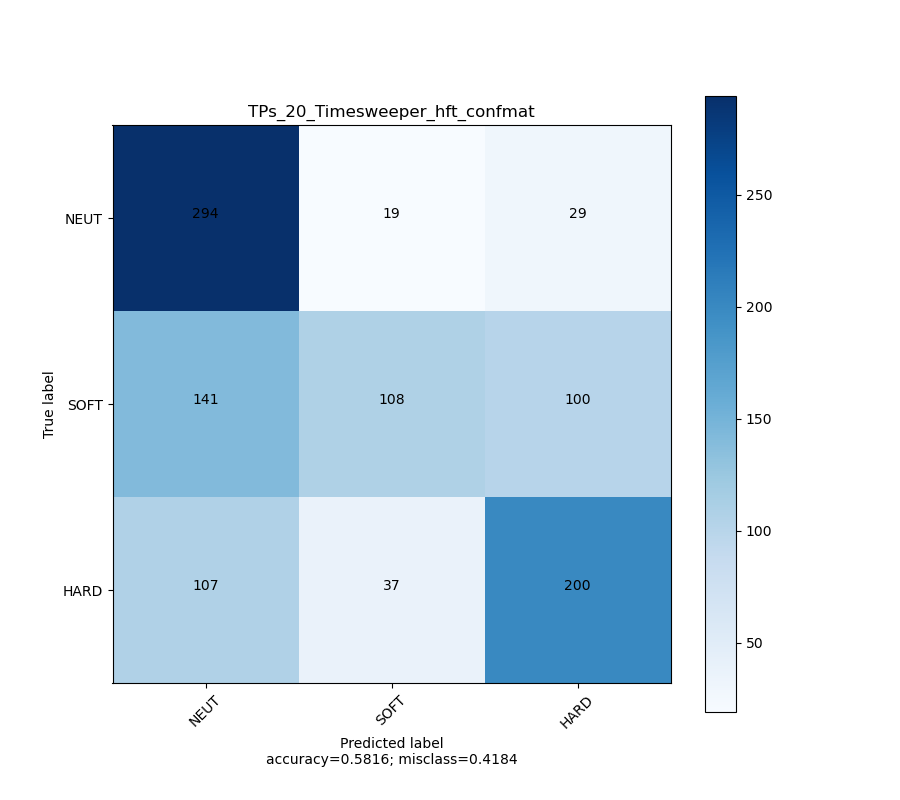 TPs_20_Timesweeper_hft_confmat
True label
NEUT 294 19 29
SOFT 141 108 100
HARD 107 37 200
NEUT SOFT HARD
Predicted label
accuracy=0.5816; misclass=0.4184
250
200
150
100
50